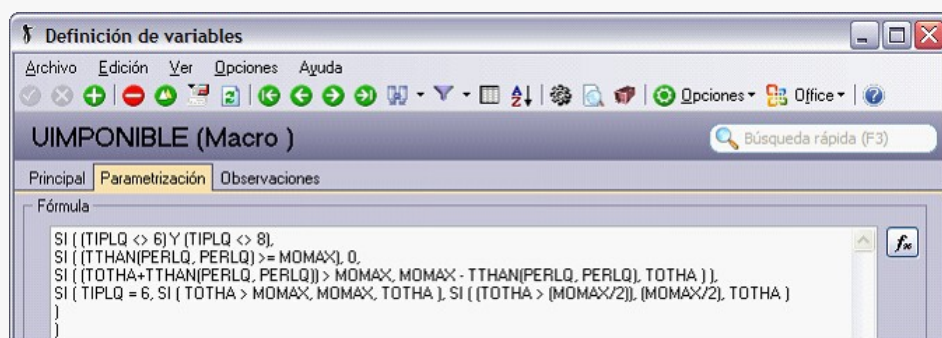 Definición de variables
Archivo Edición Ver Opciones Ayuda
Opciones Office
UIMPONIBLE (Macro )
Búsqueda rápida (F3)
Principal Parametrización Observaciones
Fórmula
SI ( (TIPLQ <> 6) Y (TIPLQ <> 8),
SI ( (TTHAN(PERLQ, PERLQ) >= MOMAX), 0,
SI ( (TOTHA+TTHAN(PERLQ, PERLQ)) > MOMAX, MOMAX - TTHAN(PERLQ, PERLQ), TOTHA ) ),
SI ( TIPLQ = 6, SI ( TOTHA > MOMAX, MOMAX, TOTHA ), SI ( (TOTHA > (MOMAX/2)), (MOMAX/2), TOTHA )
)
)